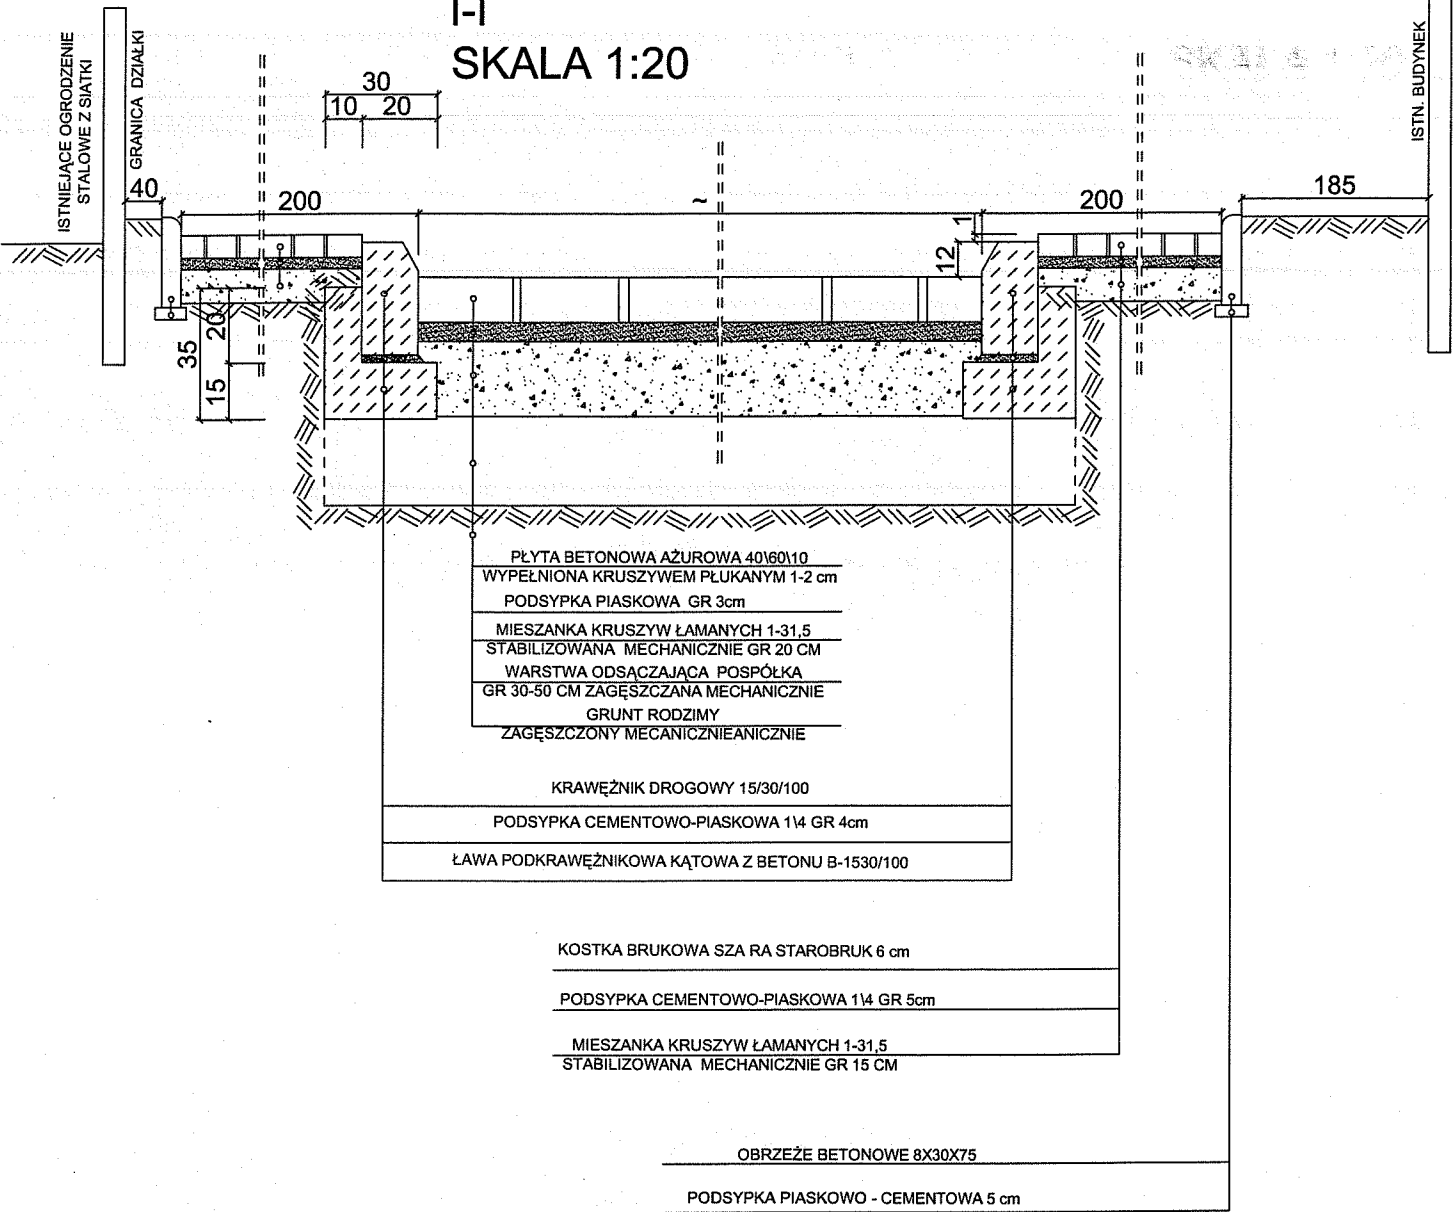 I-I
SKALA 1:20
ISTNIEJĄCE OGRODZENIE
STALOWE Z SIATKI
GRANICA DZIAŁKI
ISTN. BUDYNEK
30
10 20
40
200
~
200
185
1
12
35
20
15
PŁYTA BETONOWA AŻUROWA 40\60\10
WYPEŁNIONA KRUSZYWEM PŁUKANYM 1-2 cm
PODSYPKA PIASKOWA GR 3cm
MIESZANKA KRUSZYW ŁAMANYCH 1-31,5
STABILIZOWANA MECHANICZNIE GR 20 CM
WARSTWA ODSĄCZAJĄCA POSPÓŁKA
GR 30-50 CM ZAGĘSZCZANA MECHANICZNIE
GRUNT RODZIMY
ZAGĘSZCZONY MECANICZNIEANICZNIE
KRAWĘŻNIK DROGOWY 15/30/100
PODSYPKA CEMENTOWO-PIASKOWA 1\4 GR 4cm
ŁAWA PODKRAWĘŻNIKOWA KĄTOWA Z BETONU B-1530/100
KOSTKA BRUKOWA SZA RA STAROBRUK 6 cm
PODSYPKA CEMENTOWO-PIASKOWA 1\4 GR 5cm
MIESZANKA KRUSZYW ŁAMANYCH 1-31,5
STABILIZOWANA MECHANICZNIE GR 15 CM
OBRZEŻE BETONOWE 8X30X75
PODSYPKA PIASKOWO - CEMENTOWA 5 cm